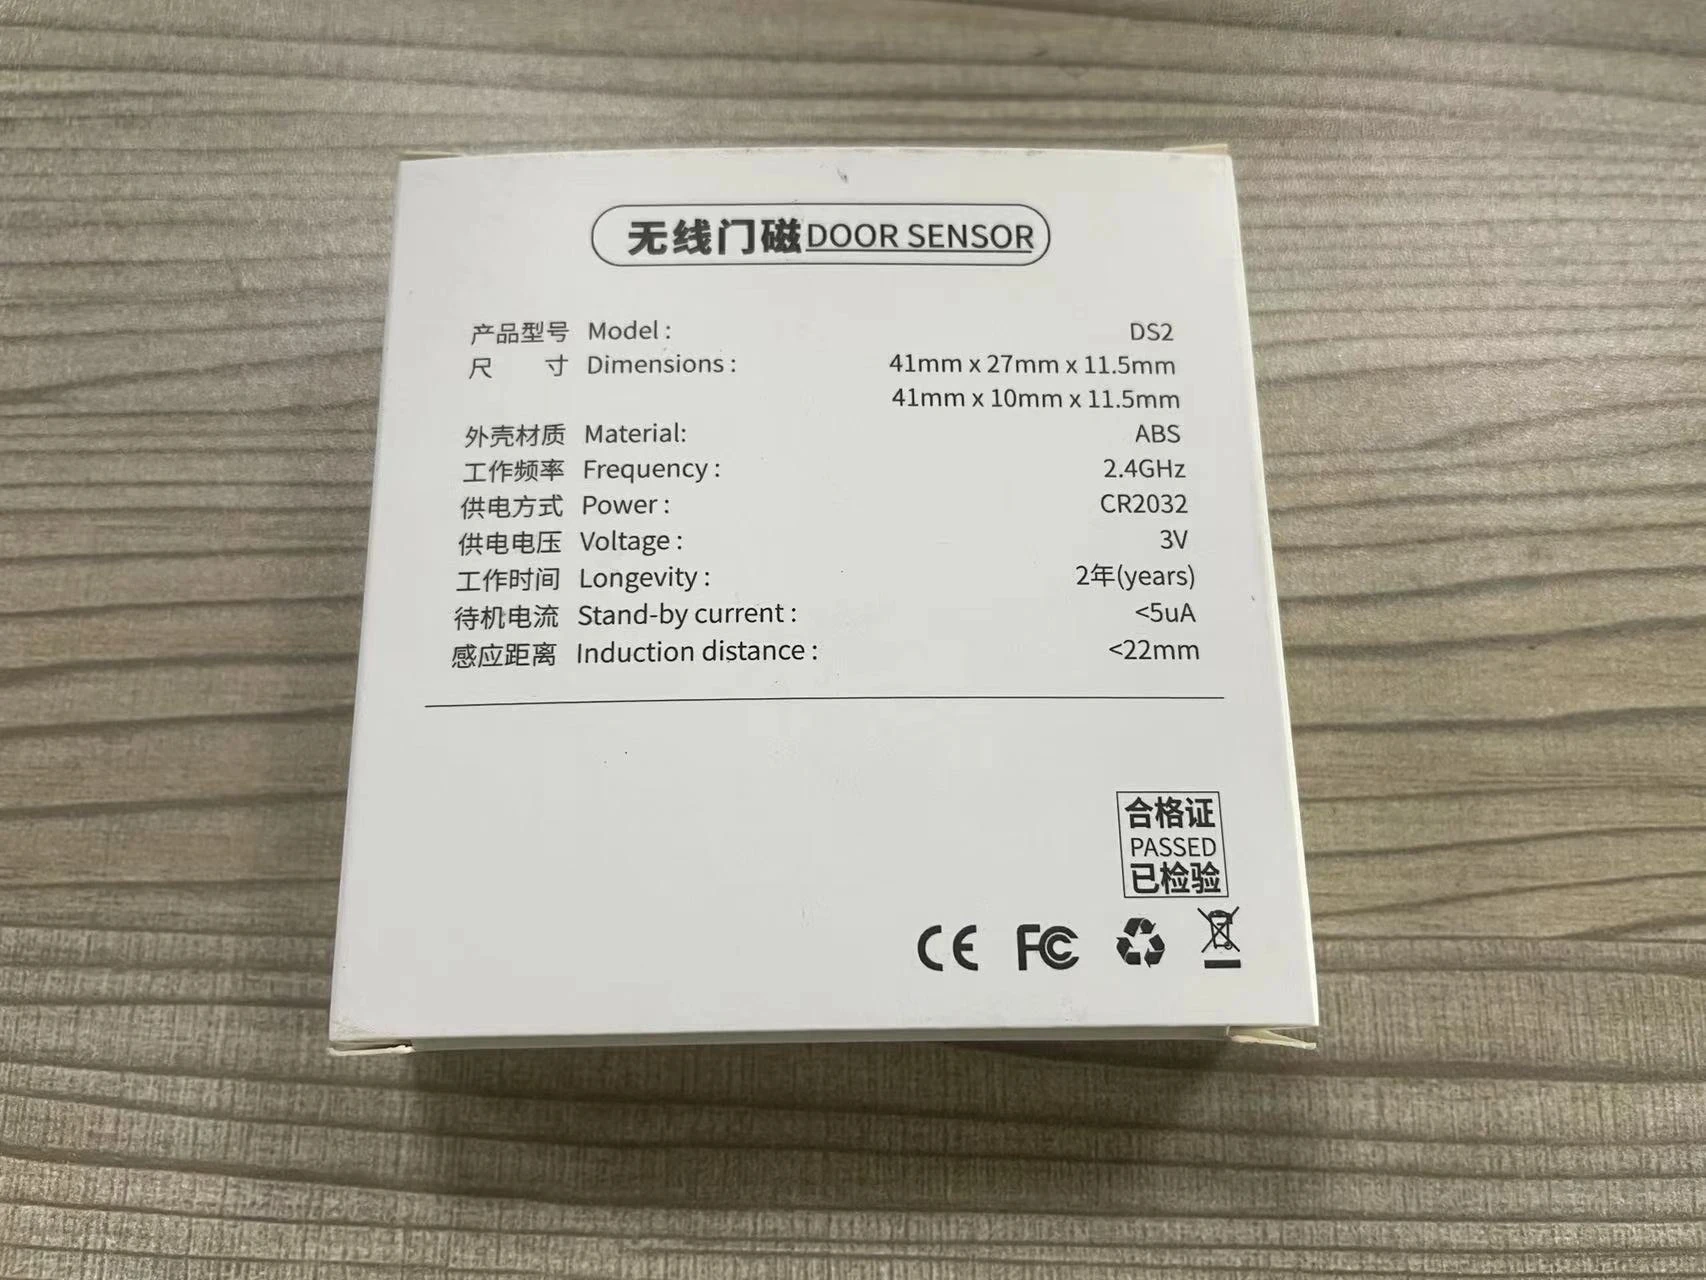 无线门磁DOOR SENSOR
产品型号 Model : DS2
尺 寸 Dimensions : 41mm x 27mm x 11.5mm
41mm x 10mm x 11.5mm
外壳材质 Material: ABS
工作频率 Frequency : 2.4GHz
供电方式 Power : CR2032
供电电压 Voltage : 3V
工作时间 Longevity : 2年(years)
待机电流 Stand-by current : <5uA
感应距离 Induction distance : <22mm
合格证
PASSED
已检验
CE FC